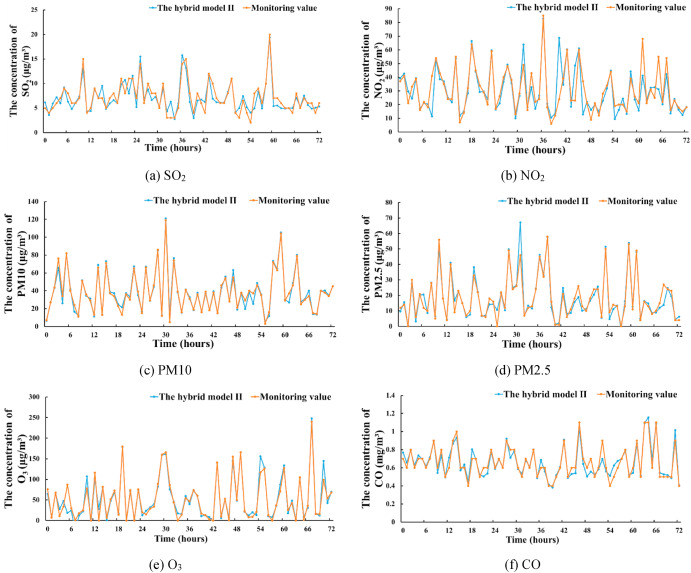 The hybrid model II Monitoring value
The concentration of
SO₂ (μg/m³)
25
20
15
10
5
0
0 6 12 18 24 30 36 42 48 54 60 66 72
Time (hours)
(a) SO₂
The hybrid model II Monitoring value
The concentration of
NO₂ (μg/m³)
100
80
60
40
20
0
0 6 12 18 24 30 36 42 48 54 60 66 72
Time (hours)
(b) NO₂
The hybrid model II Monitoring value
The concentration of
PM10 (μg/m³)
140
120
100
80
60
40
20
0
0 6 12 18 24 30 36 42 48 54 60 66 72
Time (hours)
(c) PM10
The hybrid model II Monitoring value
The concentration of
PM2.5 (μg/m³)
80
70
60
50
40
30
20
10
0
0 6 12 18 24 30 36 42 48 54 60 66 72
Time (hours)
(d) PM2.5
The hybrid model II Monitoring value
The concentration of
O₃ (μg/m³)
300
250
200
150
100
50
0
0 6 12 18 24 30 36 42 48 54 60 66 72
Time (hours)
(e) O₃
The hybrid model II Monitoring value
The concentration of
CO (mg/m³)
1.4
1.2
1
0.8
0.6
0.4
0.2
0
0 6 12 18 24 30 36 42 48 54 60 66 72
Time (hours)
(f) CO